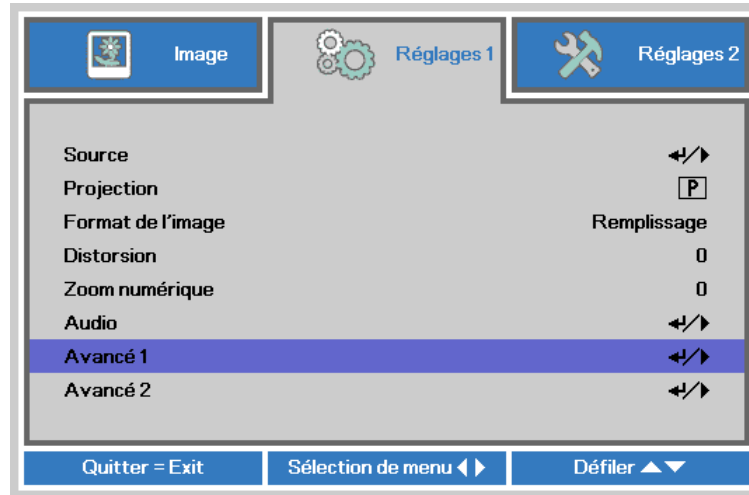 Image Réglages 1 Réglages 2
Source
Projection P
Format de l'image Remplissage
Distorsion 0
Zoom numérique 0
Audio
Avancé 1
Avancé 2
Quitter = Exit Sélection de menu Défiler